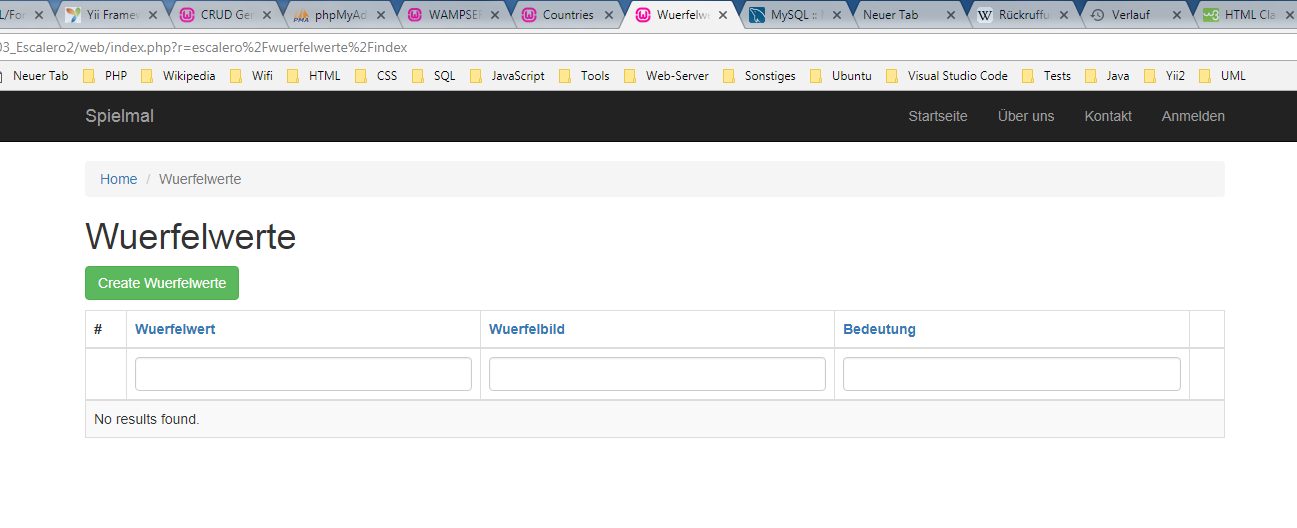 L/For Yii Framew CRUD Ger phpMyAd WAMPSER Countries Wuerfelw MySQL :: Neuer Tab Rückruffu Verlauf HTML Cla
03_Escalero2/web/index.php?r=escalero%2Fwuerfelwerte%2Findex
Neuer Tab PHP Wikipedia Wifi HTML CSS SQL JavaScript Tools Web-Server Sonstiges Ubuntu Visual Studio Code Tests Java Yii2 UML
Spielmal Startseite Über uns Kontakt Anmelden
Home / Wuerfelwerte
Wuerfelwerte
Create Wuerfelwerte
# Wuerfelwert Wuerfelbild Bedeutung
No results found.